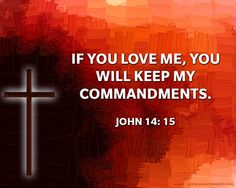 IF YOU LOVE ME, YOU
WILL KEEP MY
COMMANDMENTS.
JOHN 14: 15